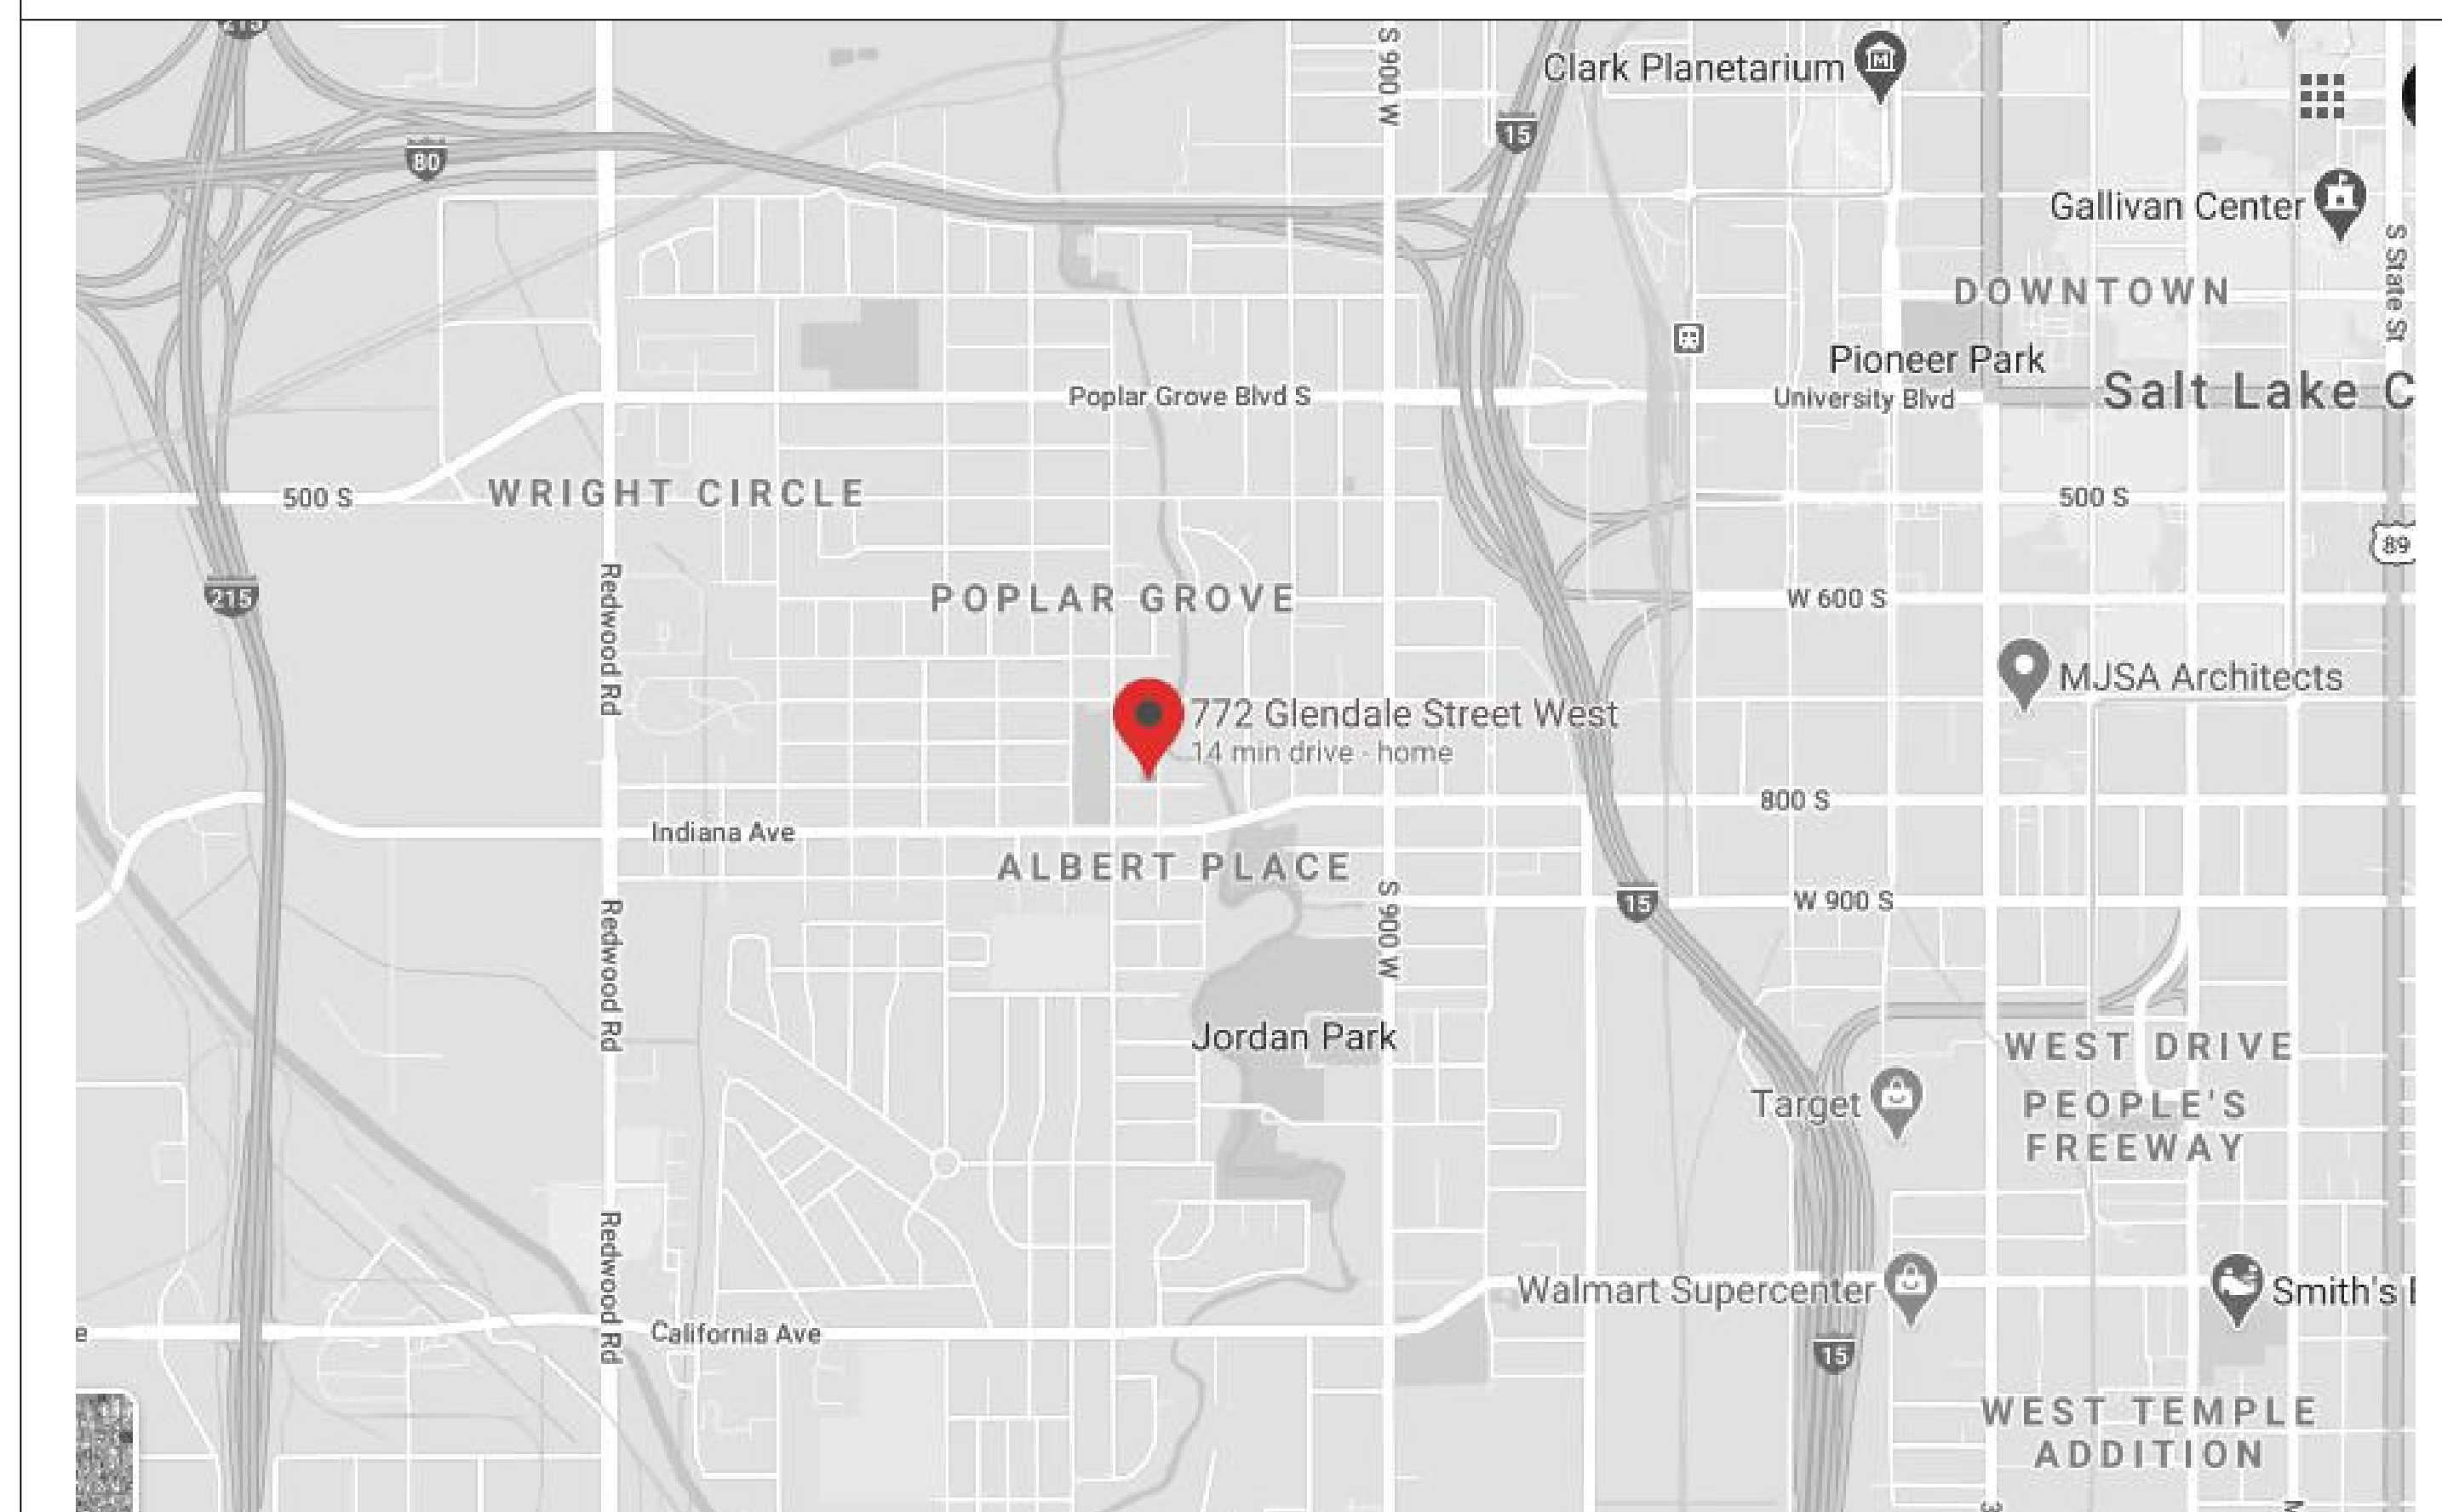 215
S 900 W
Clark Planetarium
15
80
Gallivan Center
S State St
DOWNTOWN
Pioneer Park
Poplar Grove Blvd S
University Blvd
Salt Lake C
500 S
WRIGHT CIRCLE
500 S
89
215
Redwood Rd
POPLAR GROVE
W 600 S
MJSA Architects
772 Glendale Street West
14 min drive - home
800 S
Indiana Ave
ALBERT PLACE
15
W 900 S
S 900 W
Redwood Rd
Jordan Park
WEST DRIVE
Target
PEOPLE'S
FREEWAY
Redwood Rd
Walmart Supercenter
Smith's
e
California Ave
15
WEST TEMPLE
ADDITION